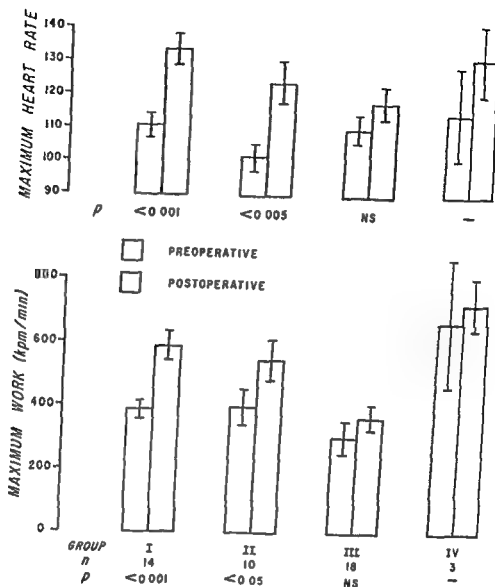 MAXIMUM HEART RATE
140
130
120
110
100
90
p <0 001 <0 005 NS –
PREOPERATIVE
POSTOPERATIVE
MAXIMUM WORK (kpm/min)
800
600
400
200
0
GROUP I II III IV
n 14 10 18 3
p <0 001 <0 05 NS –